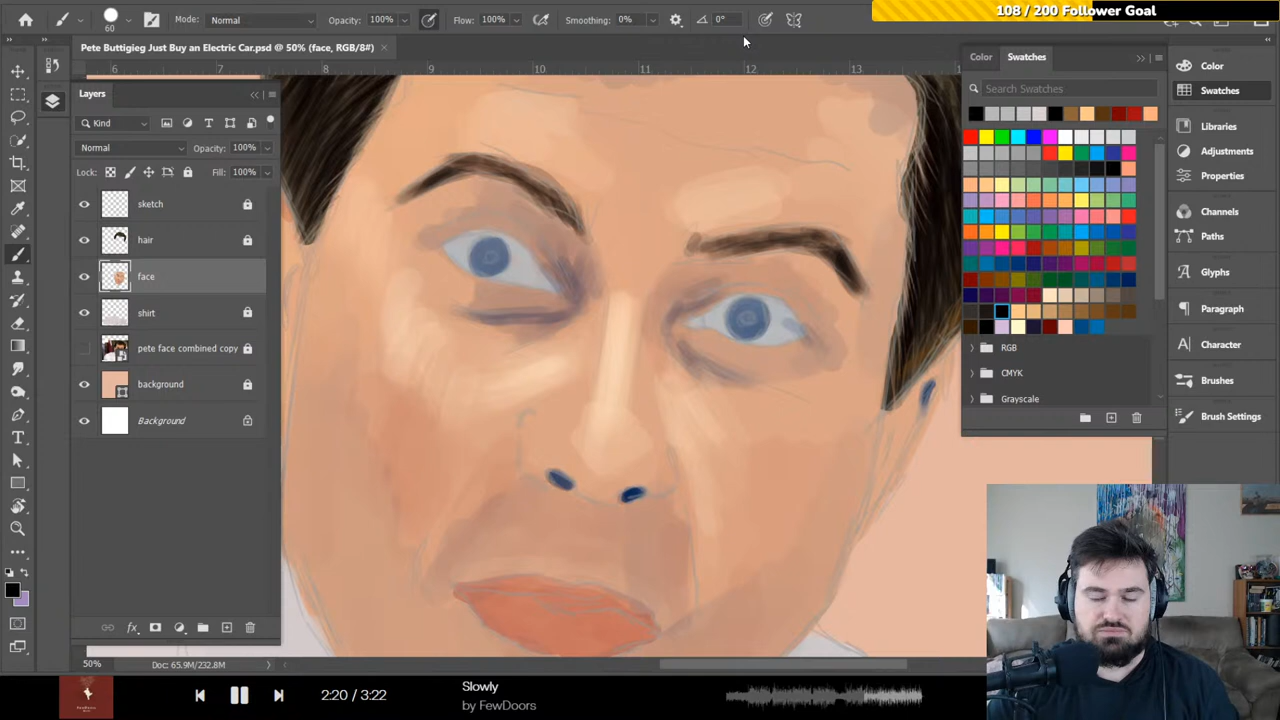 60
Mode:
Normal
Opacity:
100%
Flow:
100%
Smoothing:
0%
0°
108 / 200 Follower Goal
Pete Buttigieg Just Buy an Electric Car.psd @ 50% (face, RGB/8#)
6
7
8
9
10
11
12
13
Layers
Kind
Normal
Opacity:
100%
Lock:
Fill:
100%
sketch
hair
face
shirt
pete face combined copy
background
Background
fx
50%
Doc: 65.9M/232.8M
Color
Swatches
Search Swatches
RGB
CMYK
Grayscale
Color
Swatches
Libraries
Adjustments
Properties
Channels
Paths
Glyphs
Paragraph
Character
Brushes
Brush Settings
2:20 / 3:22
Slowly
by FewDoors